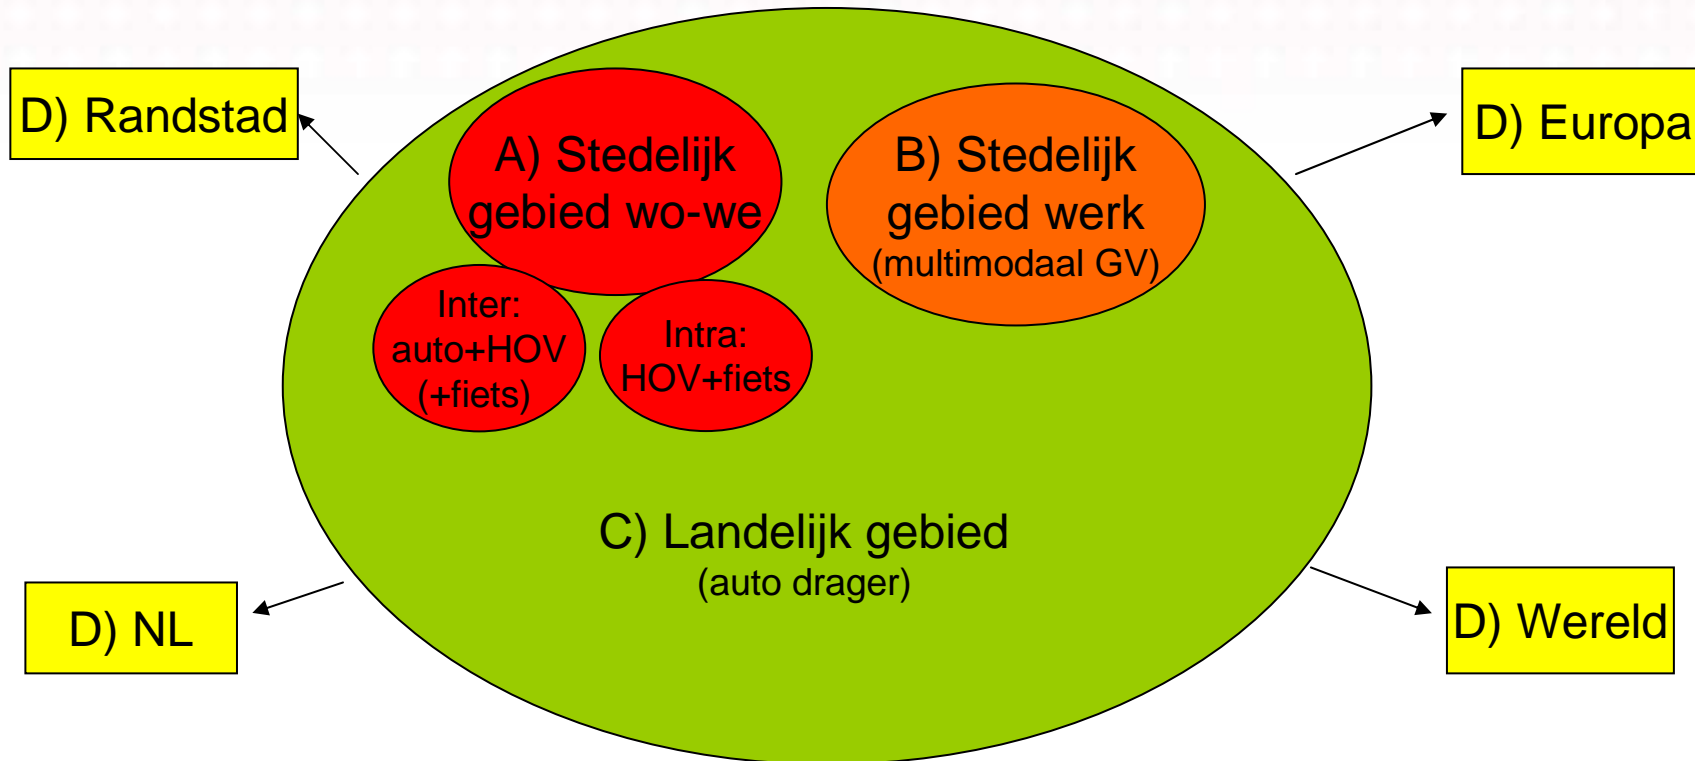 D) Randstad
A) Stedelijk
gebied wo-we
B) Stedelijk
gebied werk
(multimodaal GV)
D) Europa
Inter:
auto+HOV
(+fiets)
Intra:
HOV+fiets
C) Landelijk gebied
(auto drager)
D) NL
D) Wereld